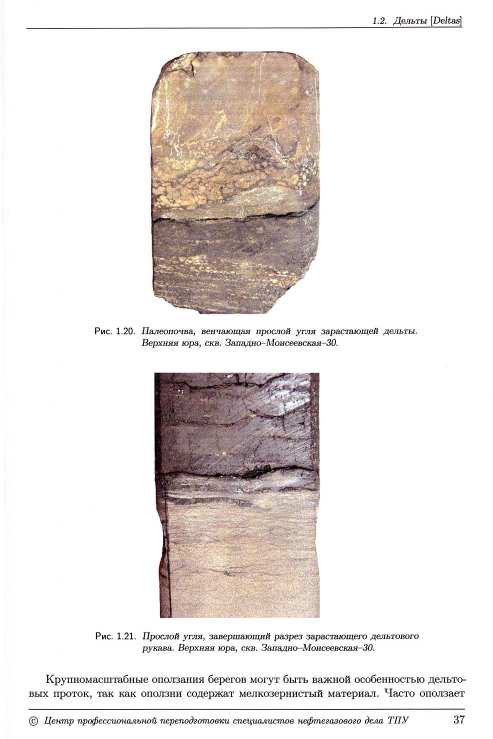 1.2. Дельты [Deltas]
Рис. 1.20. Палеопочва, венчающая прослой угля зарастающей дельты.
Верхняя юра, скв. Западно–Моисеевская–30.
Рис. 1.21. Прослой угля, завершающий разрез зарастающего дельтового
рукава. Верхняя юра, скв. Западно–Моисеевская–30.
Крупномасштабные оползания берегов могут быть важной особенностью дельто-
вых проток, так как оползни содержат мелкозернистый материал. Часто оползает
© Центр профессиональной переподготовки специалистов нефтегазового дела ТПУ 37